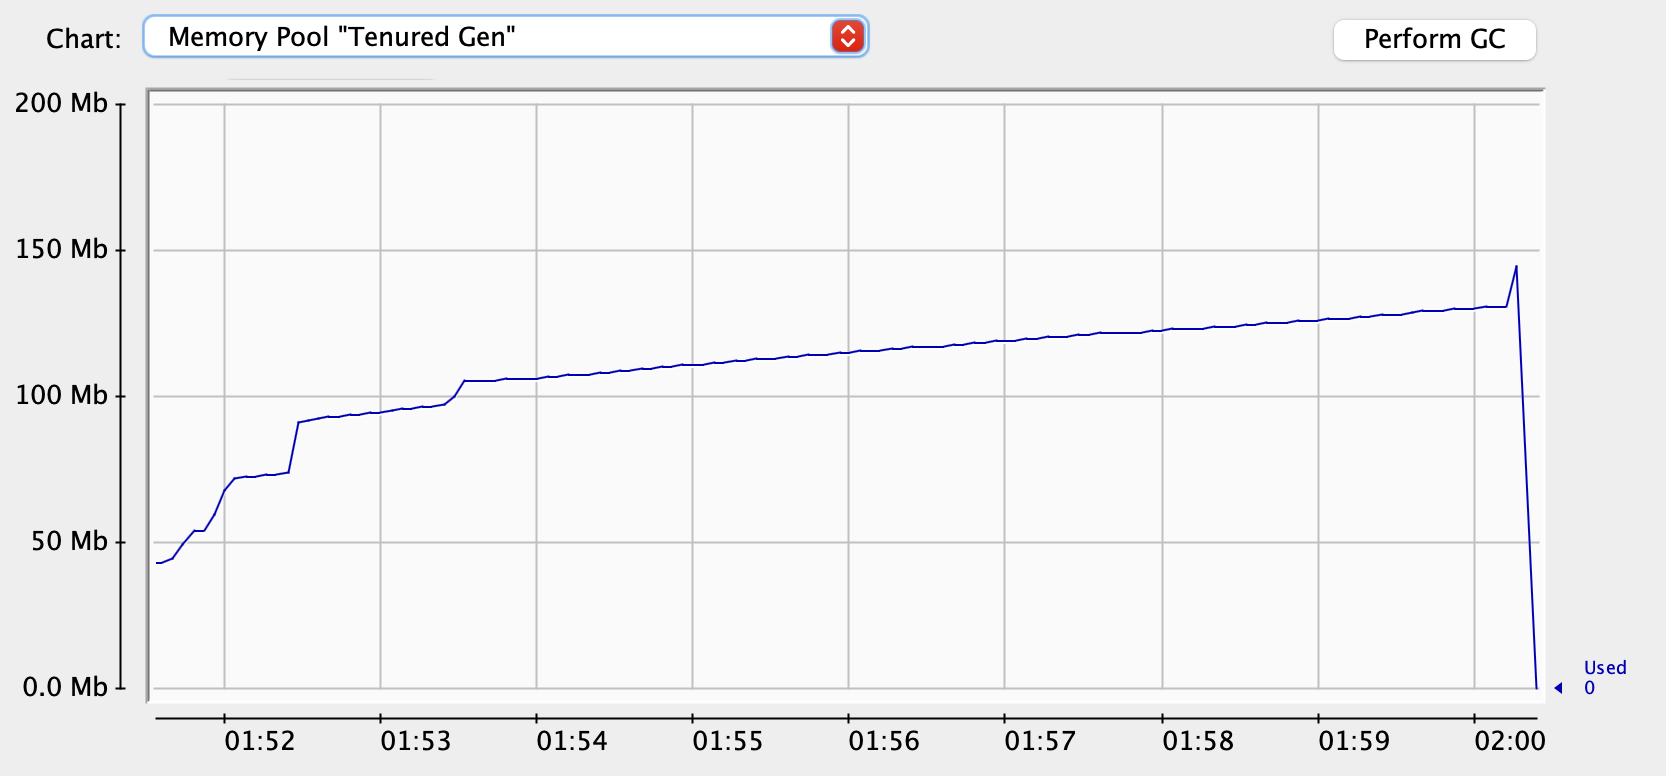 Chart: Memory Pool "Tenured Gen" Perform GC
200 Mb
150 Mb
100 Mb
50 Mb
0.0 Mb
Used
0
01:52 01:53 01:54 01:55 01:56 01:57 01:58 01:59 02:00